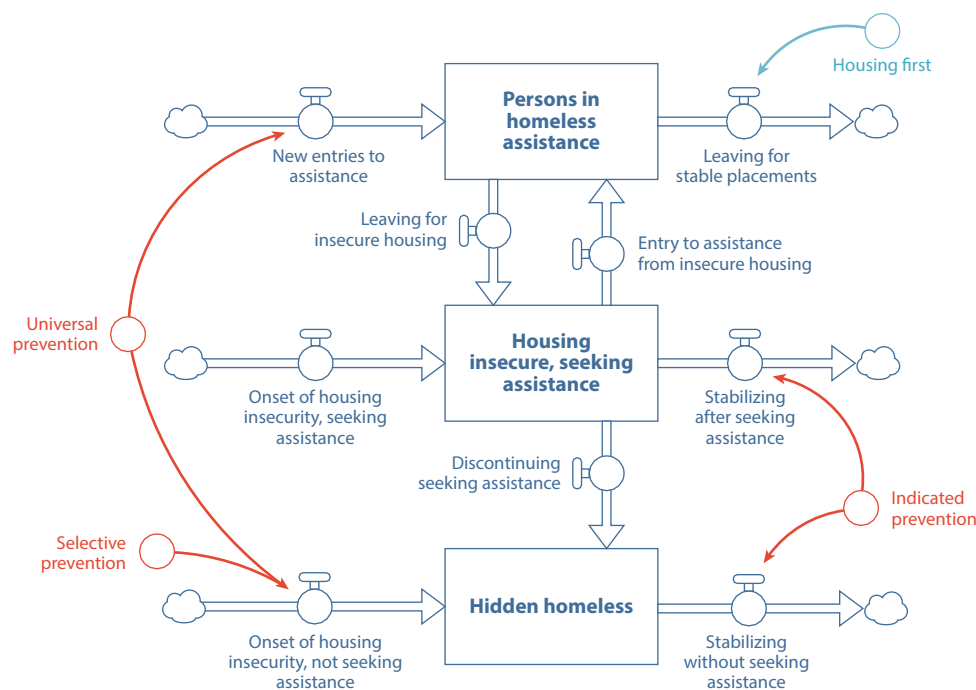 Housing first
Persons in
homeless
assistance
New entries to
assistance
Leaving for
stable placements
Leaving for
insecure housing
Entry to assistance
from insecure housing
Universal
prevention
Housing
insecure, seeking
assistance
Onset of housing
insecurity, seeking
assistance
Stabilizing
after seeking
assistance
Discontinuing
seeking assistance
Indicated
prevention
Selective
prevention
Hidden homeless
Onset of housing
insecurity, not seeking
assistance
Stabilizing
without seeking
assistance